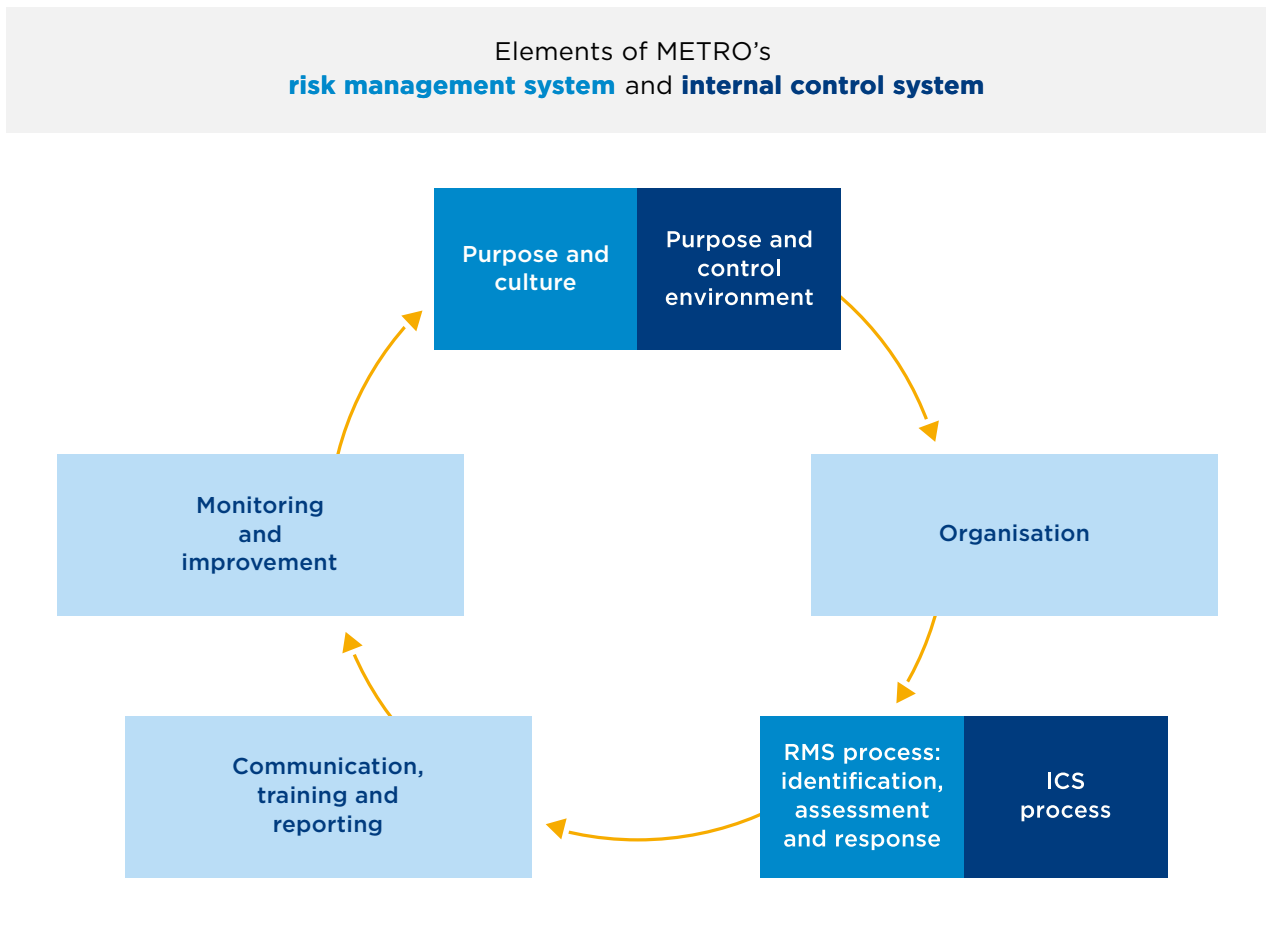 Elements of METRO's
risk management system and internal control system
Purpose and
culture
Purpose and
control
environment
Monitoring
and
improvement
Organisation
Communication,
training and
reporting
RMS process:
identification,
assessment
and response
ICS
process